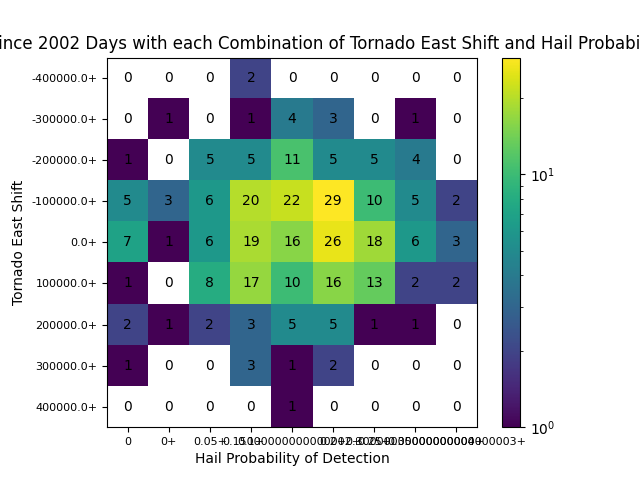 ince 2002 Days with each Combination of Tornado East Shift and Hail Probabi
-400000.0+ 0 0 0 2 0 0 0 0 0
-300000.0+ 0 1 0 1 4 3 0 1 0
-200000.0+ 1 0 5 5 11 5 5 4 0
-100000.0+ 5 3 6 20 22 29 10 5 2
0.0+ 7 1 6 19 16 26 18 6 3
100000.0+ 1 0 8 17 10 16 13 2 2
200000.0+ 2 1 2 3 5 5 1 1 0
300000.0+ 1 0 0 3 1 2 0 0 0
400000.0+ 0 0 0 0 1 0 0 0 0
0 0+ 0.05+
Hail Probability of Detection
Tornado East Shift
10¹
10⁰